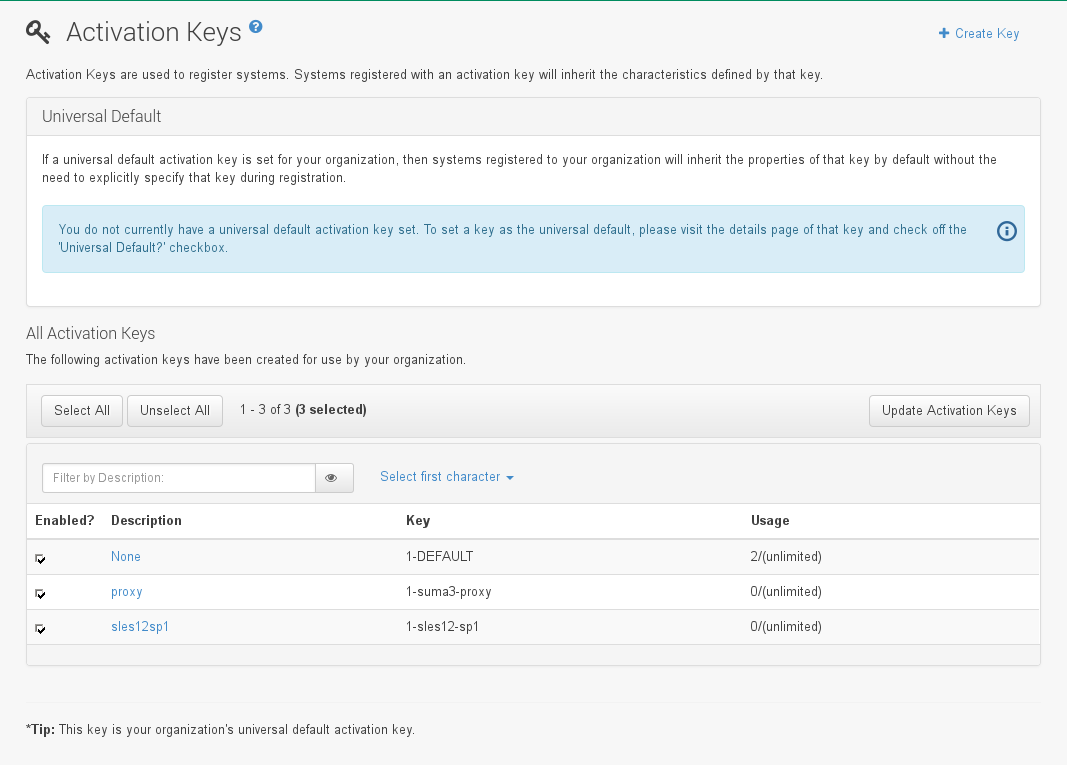 Activation Keys ?
+ Create Key
Activation Keys are used to register systems. Systems registered with an activation key will inherit the characteristics defined by that key.
Universal Default
If a universal default activation key is set for your organization, then systems registered to your organization will inherit the properties of that key by default without the
need to explicitly specify that key during registration.
You do not currently have a universal default activation key set. To set a key as the universal default, please visit the details page of that key and check off the
'Universal Default?' checkbox.
All Activation Keys
The following activation keys have been created for use by your organization.
Select All Unselect All 1 - 3 of 3 (3 selected) Update Activation Keys
Filter by Description: Select first character
Enabled? Description Key Usage
None 1-DEFAULT 2/(unlimited)
proxy 1-suma3-proxy 0/(unlimited)
sles12sp1 1-sles12-sp1 0/(unlimited)
*Tip: This key is your organization's universal default activation key.